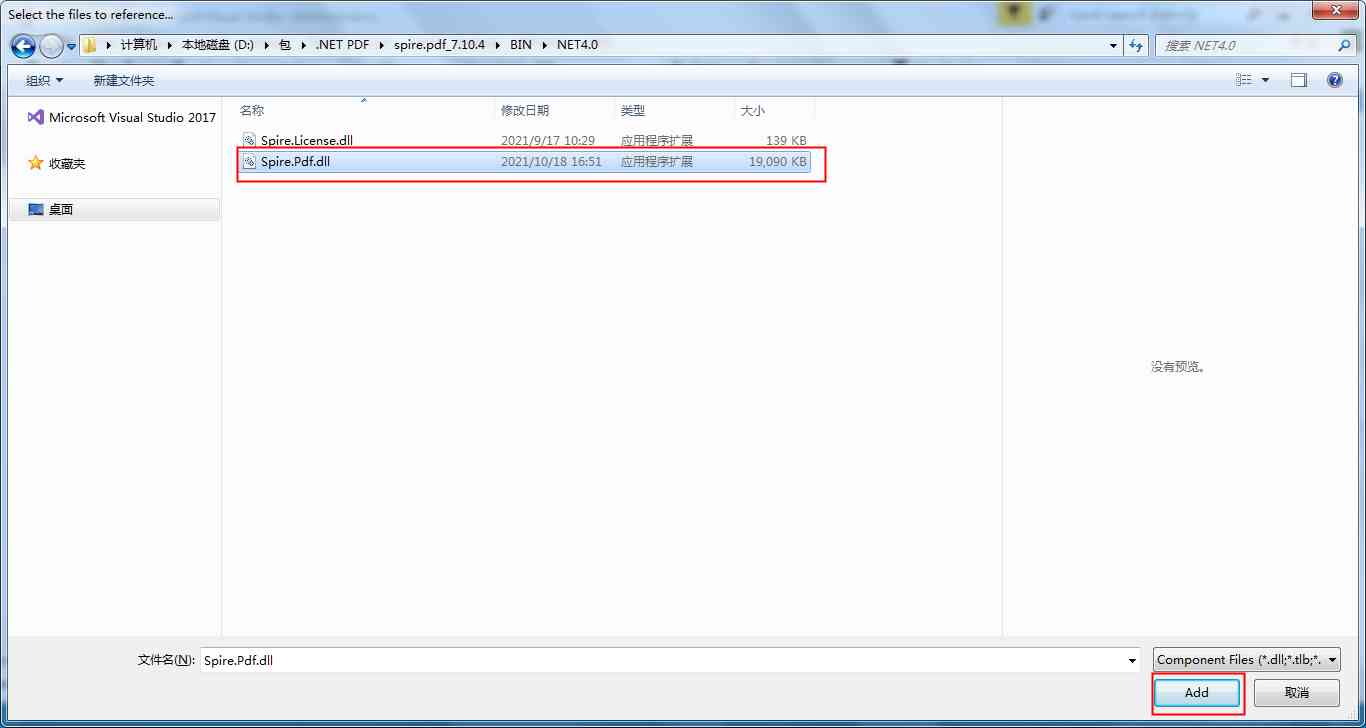 Select the files to reference...
计算机 本地磁盘 (D:) 包 .NET PDF spire.pdf_7.10.4 BIN NET4.0
搜索 NET4.0
组织 新建文件夹
Microsoft Visual Studio 2017
收藏夹
桌面
名称 修改日期 类型 大小
Spire.License.dll 2021/9/17 10:29 应用程序扩展 139 KB
Spire.Pdf.dll 2021/10/18 16:51 应用程序扩展 19,090 KB
没有预览。
文件名(N): Spire.Pdf.dll Component Files (*.dll;*.tlb;*.
Add 取消